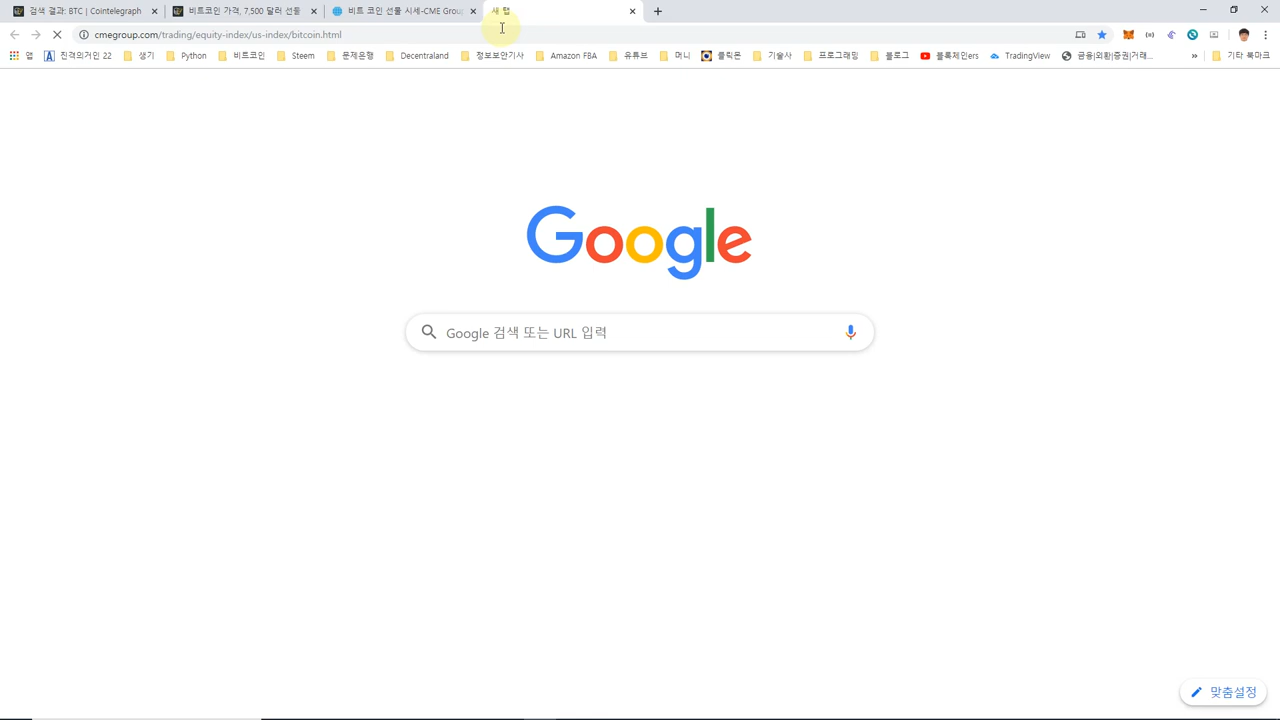 검색 결과: BTC | Cointelegraph
비트코인 가격, 7,500 달러 선물
비트 코인 선물 시세-CME Grou
새 탭
cmegroup.com/trading/equity-index/us-index/bitcoin.html
앱
진격의거인 22
생기
Python
비트코인
Steem
문제은행
Decentraland
정보보안기사
Amazon FBA
유튜브
머니
클릭몬
기술사
프로그래밍
블로그
블록체인ers
TradingView
금융|외환|증권|거래...
»
기타 북마크
Google
Google 검색 또는 URL 입력
맞춤설정